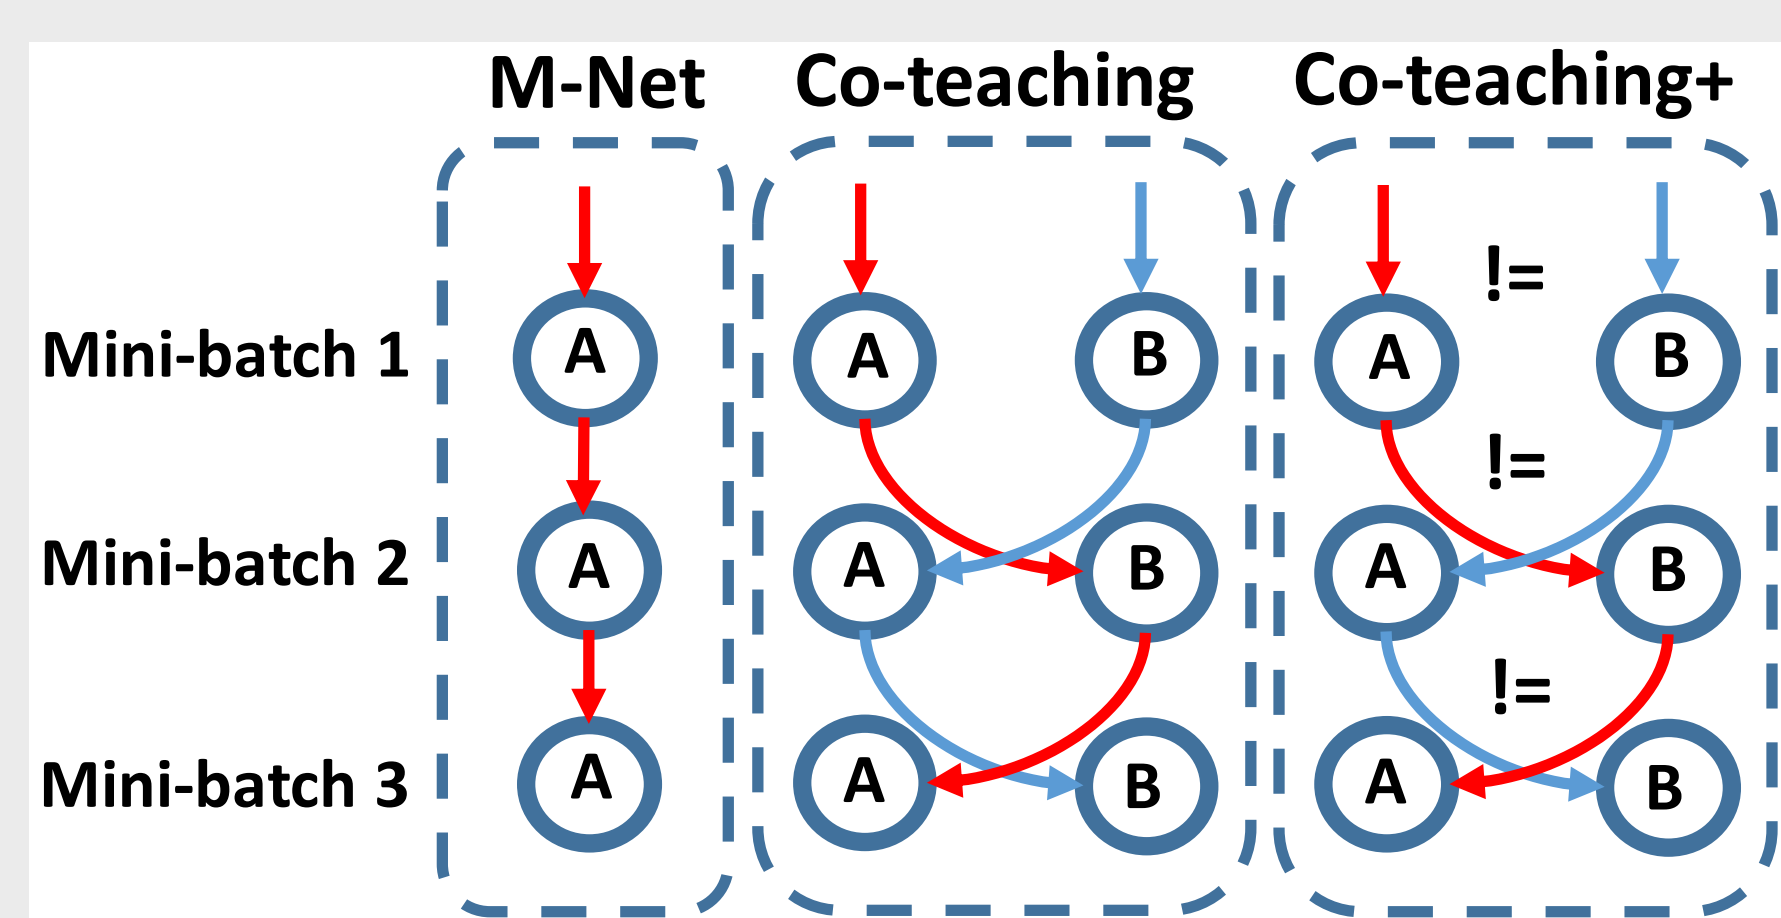 M-Net Co-teaching Co-teaching+
!=
Mini-batch 1 A A B A B
!=
Mini-batch 2 A A B A B
!=
Mini-batch 3 A A B A B